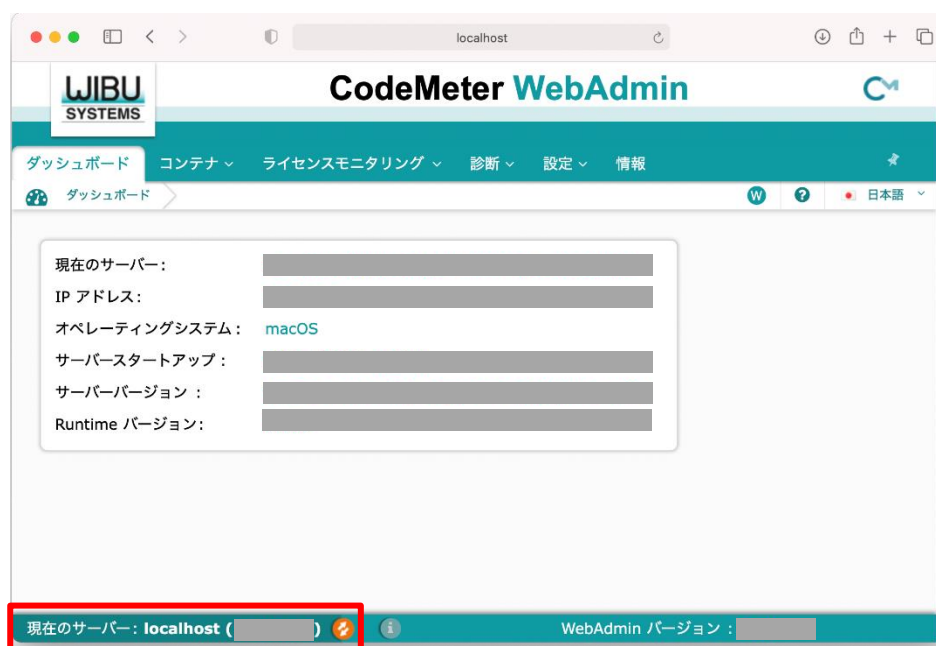 localhost
WIBU
SYSTEMS
CodeMeter WebAdmin
CM
ダッシュボード コンテナ ライセンスモニタリング 診断 設定 情報
ダッシュボード W ? 日本語
現在のサーバー:
IP アドレス:
オペレーティングシステム: macOS
サーバースタートアップ:
サーバーバージョン :
Runtime バージョン:
現在のサーバー: localhost ( ) i WebAdmin バージョン :